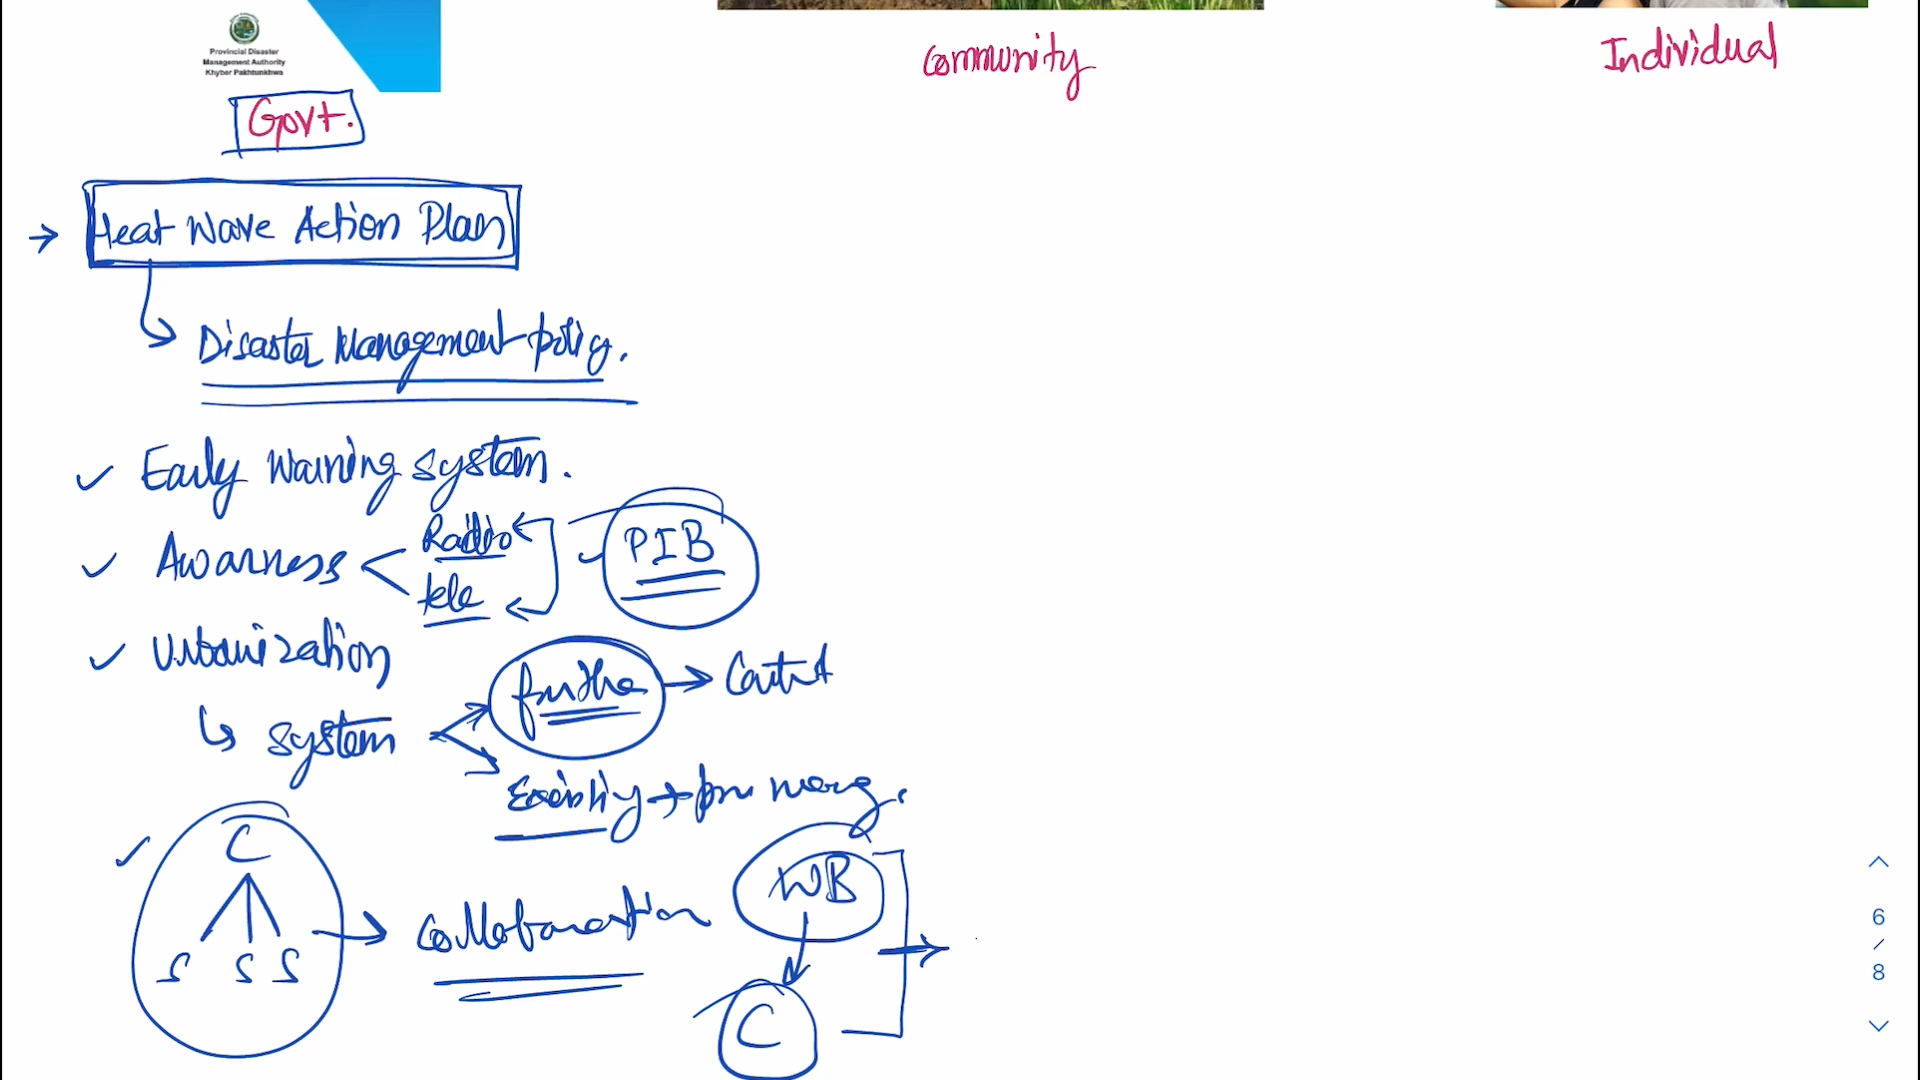 Provincial Disaster
Management Authority
Khyber Pakhtunkhwa
Community
Individual
Govt.
→ Heat Wave Action Plan
Disaster Management policy.
✓ Early Warning system.
✓ Awarness < Radio
tele
PIB
✓ Urbanization
↳ system
further →
Existing →
✓ C
S S S
→ Collaboration
WB
C
6
/
8